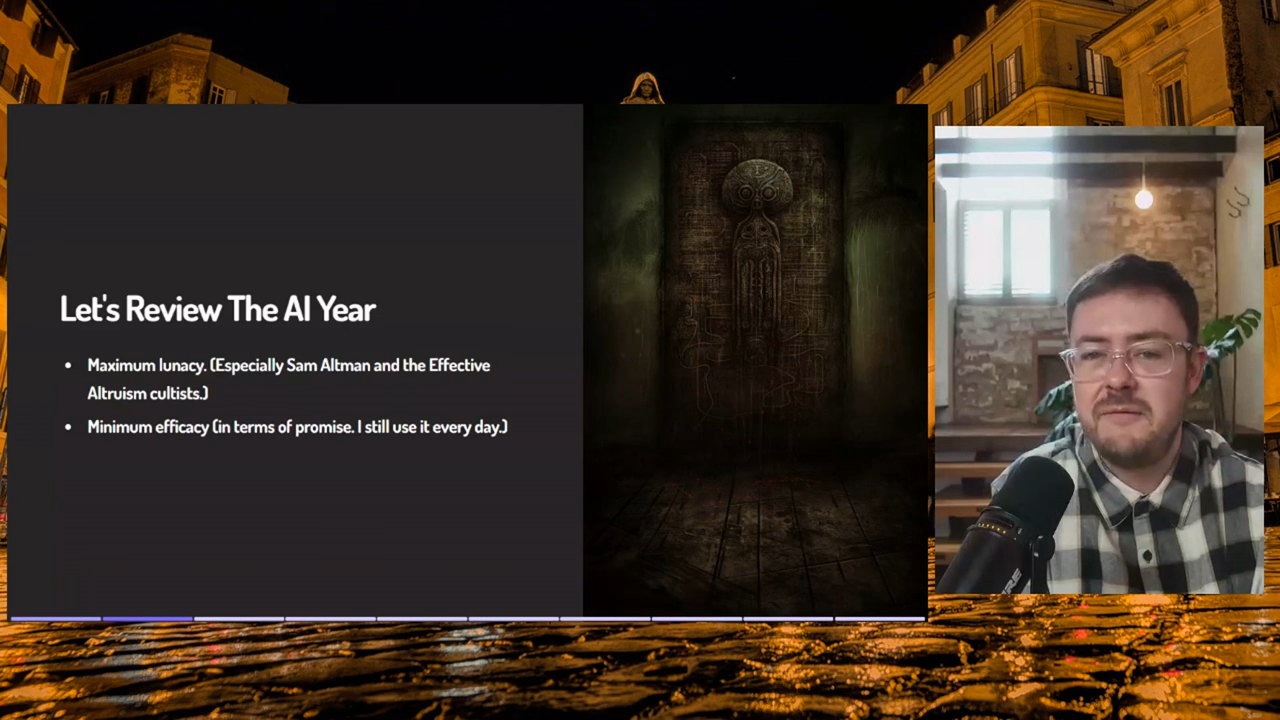 Let's Review The AI Year
• Maximum lunacy. (Especially Sam Altman and the Effective
Altruism cultists.)
• Minimum efficacy (in terms of promise. I still use it every day.)